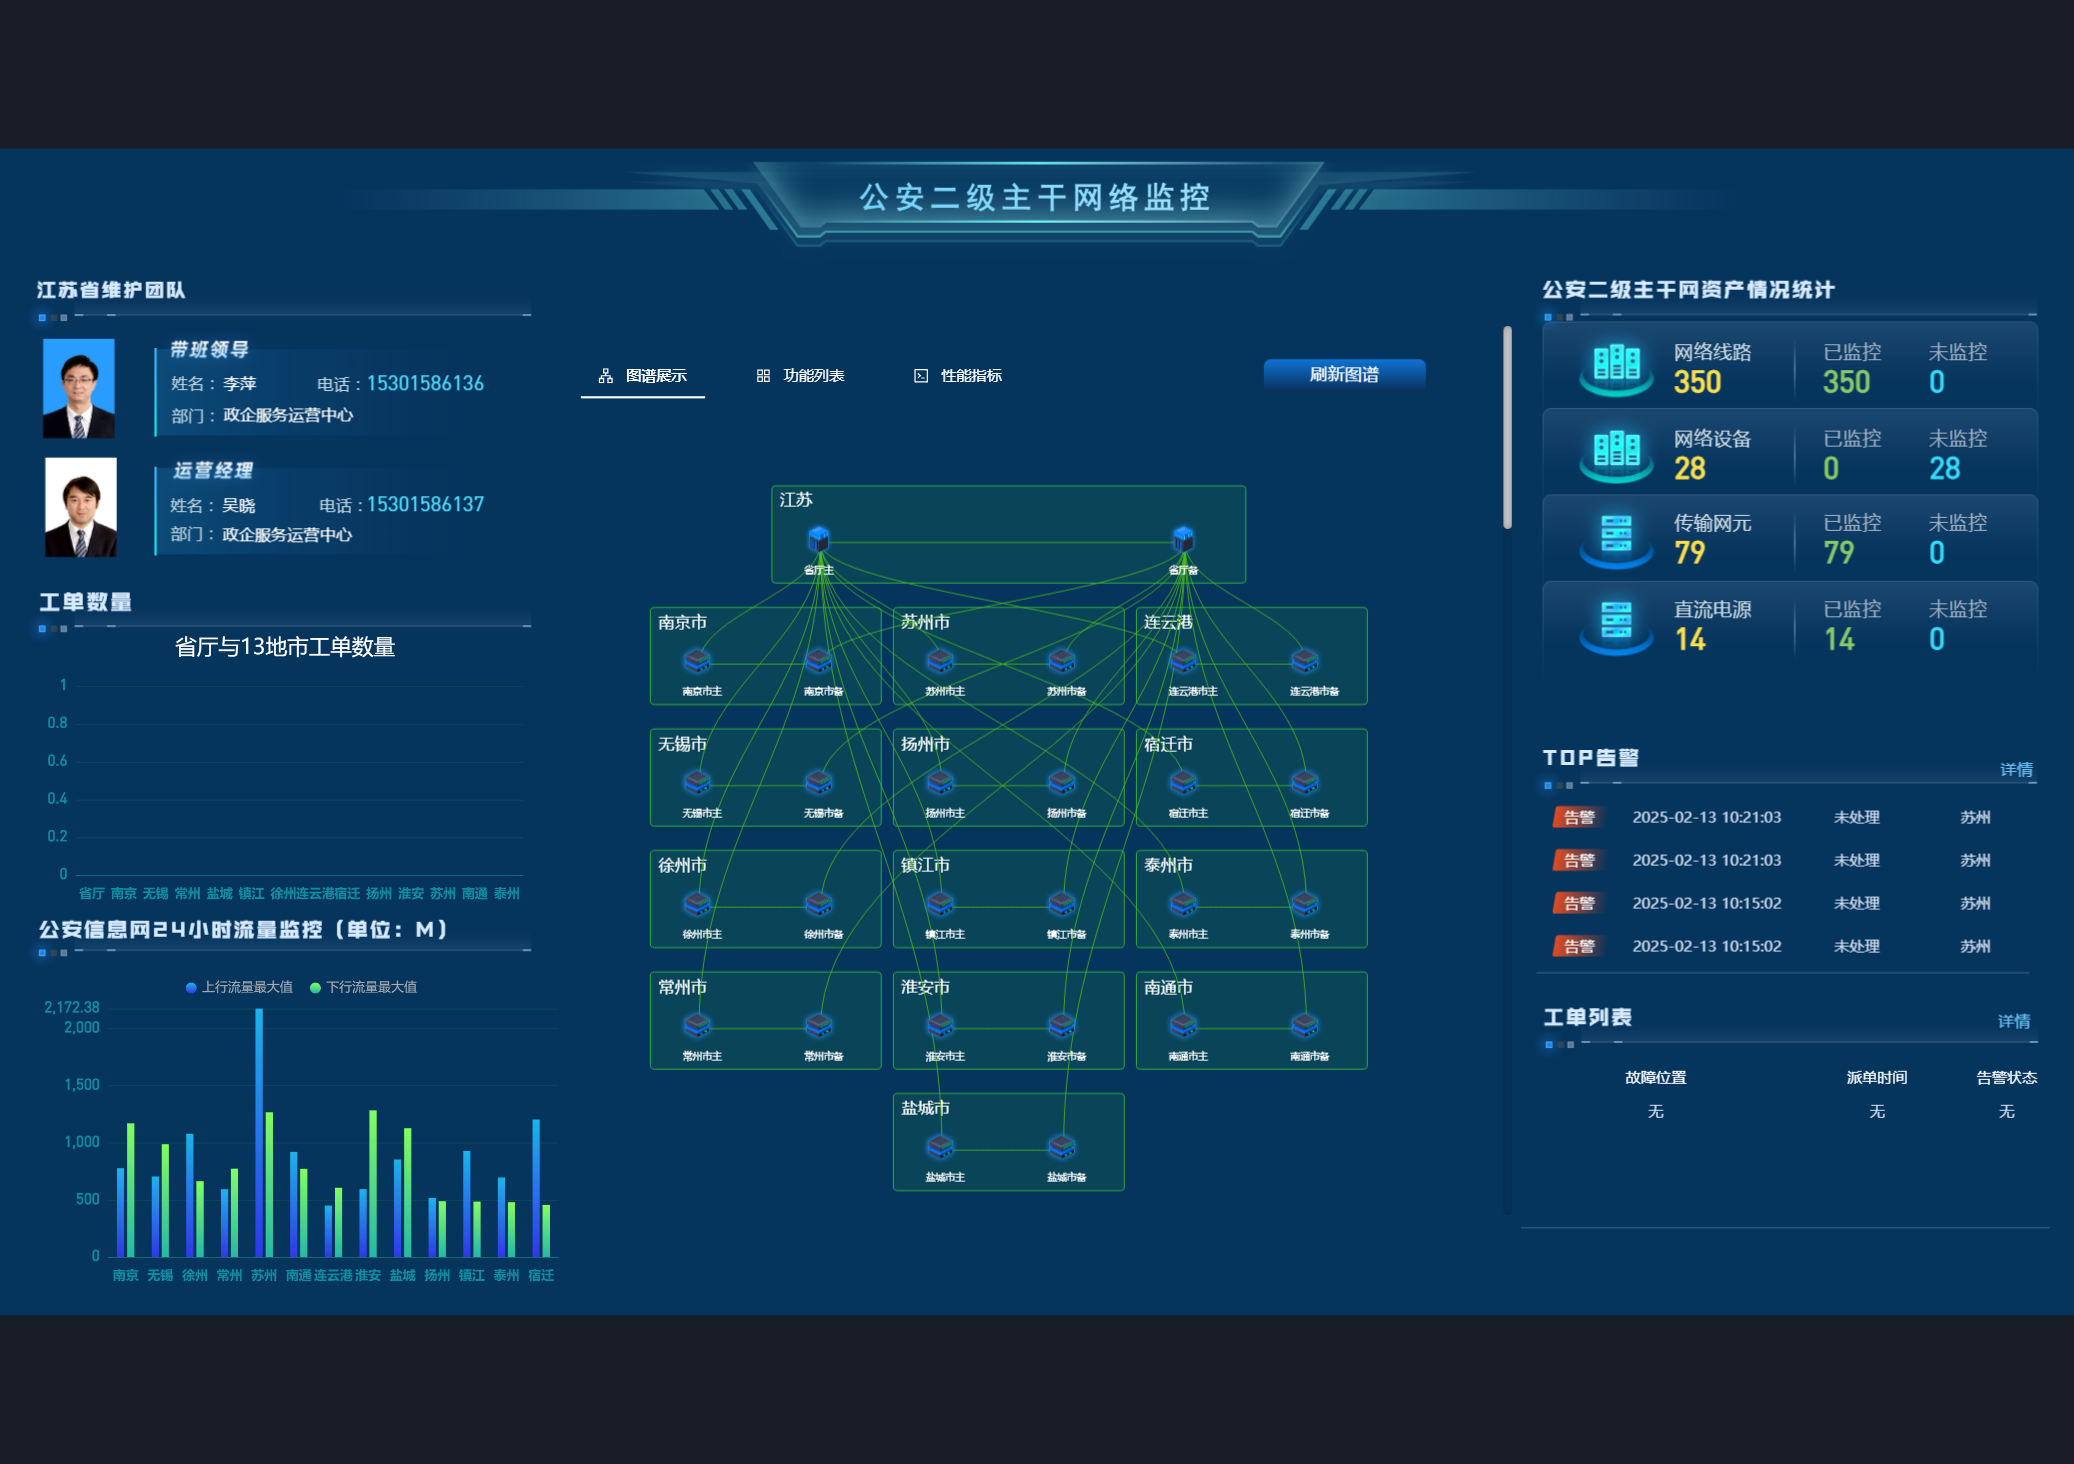 公安二级主干网络监控
江苏省维护团队
带班领导
姓名： 李萍 电话：15301586136
部门： 政企服务运营中心
运营经理
姓名： 吴晓 电话：15301586137
部门： 政企服务运营中心
工单数量
省厅与13地市工单数量
1
0.8
0.6
0.4
0.2
0
省厅 南京 无锡 常州 盐城 镇江 徐州 连云港 宿迁 扬州 淮安 苏州 南通 泰州
公安信息网24小时流量监控（单位：M）
上行流量最大值 下行流量最大值
2,172.38
2,000
1,500
1,000
500
0
南京 无锡 徐州 常州 苏州 南通 连云港 淮安 盐城 扬州 镇江 泰州 宿迁
图谱展示 功能列表 性能指标 刷新图谱
江苏
省厅主 省厅备
南京市 苏州市 连云港
南京市主 南京市备 苏州市主 苏州市备 连云港市主 连云港市备
无锡市 扬州市 宿迁市
无锡市主 无锡市备 扬州市主 扬州市备 宿迁市主 宿迁市备
徐州市 镇江市 泰州市
徐州市主 徐州市备 镇江市主 镇江市备 泰州市主 泰州市备
常州市 淮安市 南通市
常州市主 常州市备 淮安市主 淮安市备 南通市主 南通市备
盐城市
盐城市主 盐城市备
公安二级主干网资产情况统计
网络线路 已监控 未监控
350 350 0
网络设备 已监控 未监控
28 0 28
传输网元 已监控 未监控
79 79 0
直流电源 已监控 未监控
14 14 0
TOP告警
详情
告警 2025-02-13 10:21:03 未处理 苏州
告警 2025-02-13 10:21:03 未处理 苏州
告警 2025-02-13 10:15:02 未处理 苏州
告警 2025-02-13 10:15:02 未处理 苏州
工单列表
详情
故障位置 派单时间 告警状态
无 无 无